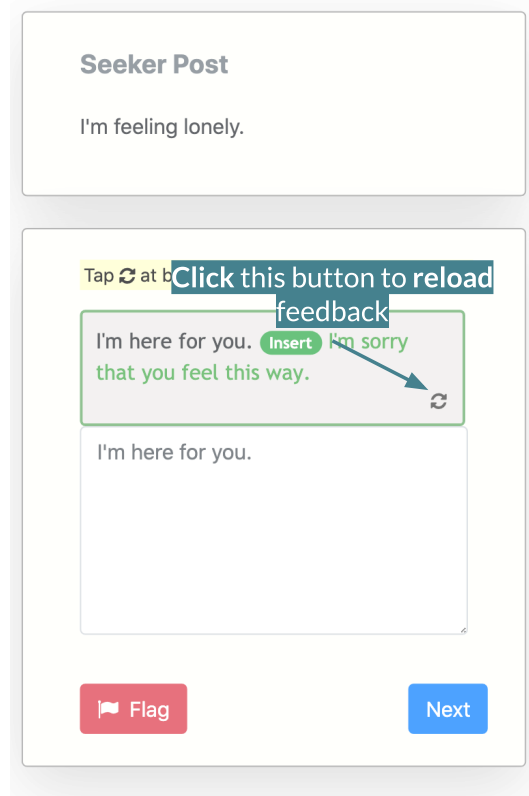 Seeker Post
I'm feeling lonely.
Tap at b
Click this button to reload
feedback
I'm here for you. Insert I'm sorry
that you feel this way.
I'm here for you.
Flag
Next